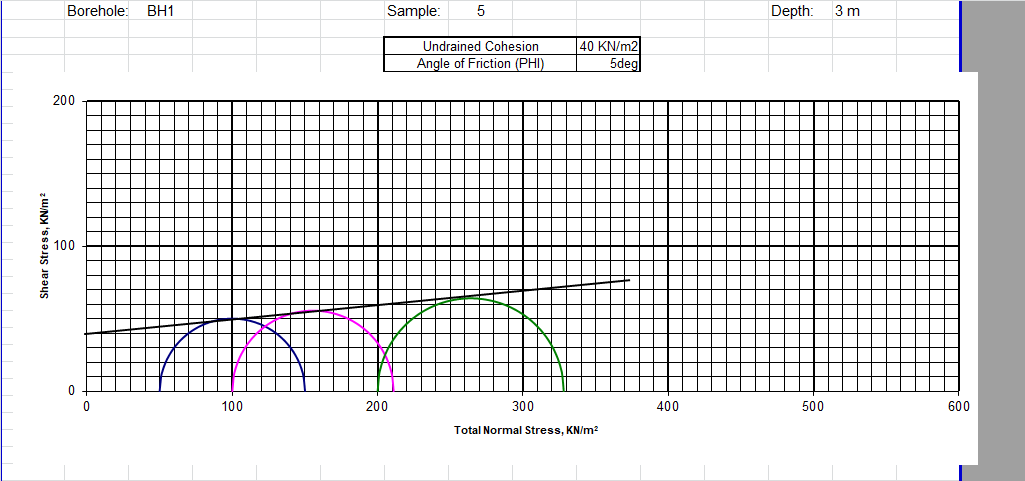 Borehole: BH1 Sample: 5 Depth: 3 m
Undrained Cohesion 40 KN/m2
Angle of Friction (PHI) 5deg
200
100
0
Shear Stress, KN/m²
0 100 200 300 400 500 600
Total Normal Stress, KN/m²